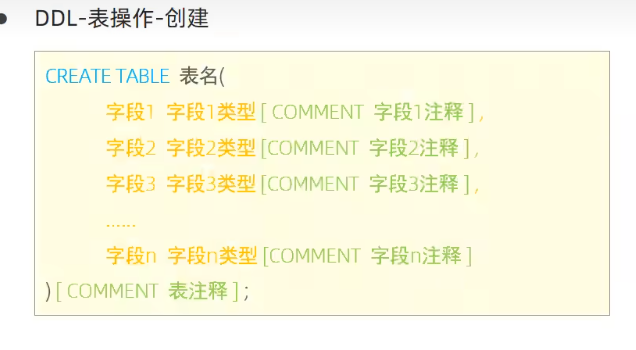 DDL-表操作-创建
CREATE TABLE 表名(
字段1 字段1类型[ COMMENT 字段1注释 ] ,
字段2 字段2类型[COMMENT 字段2注释 ] ,
字段3 字段3类型[COMMENT 字段3注释 ] ,
......
字段n 字段n类型[COMMENT 字段n注释 ]
) [ COMMENT 表注释 ] ;